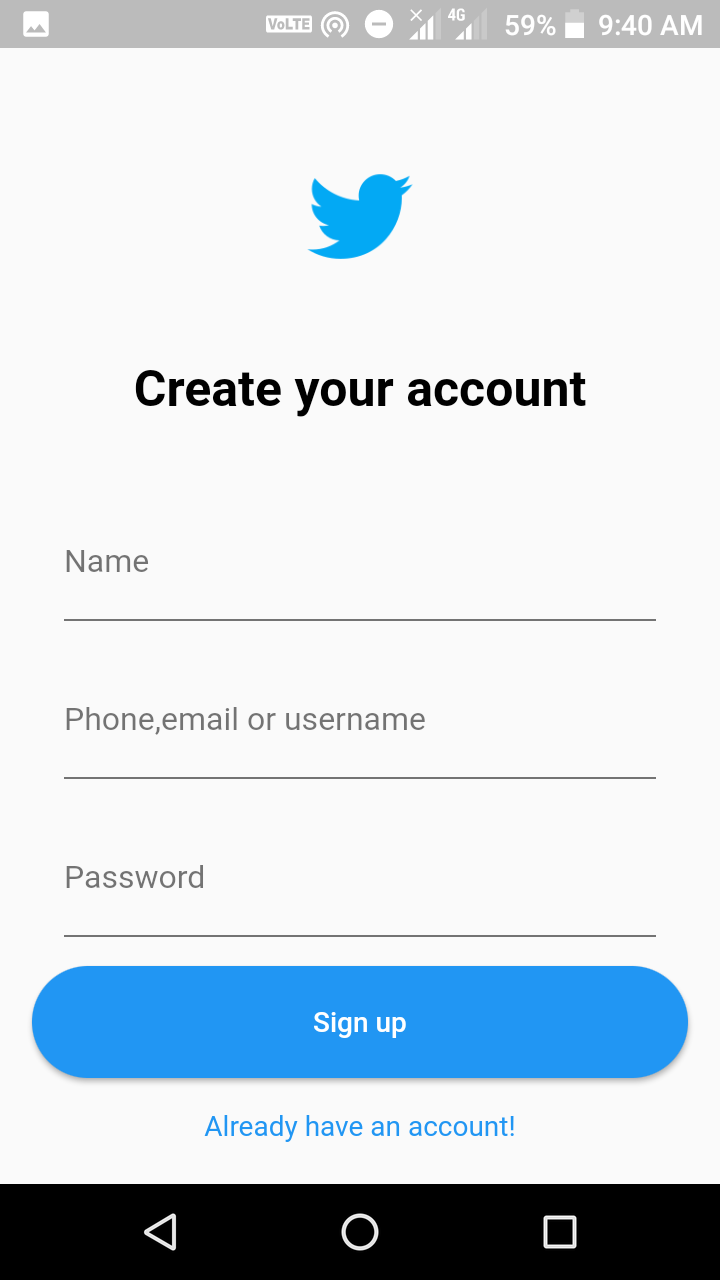 VoLTE 4G 59% 9:40 AM
Create your account
Name
Phone,email or username
Password
Sign up
Already have an account!